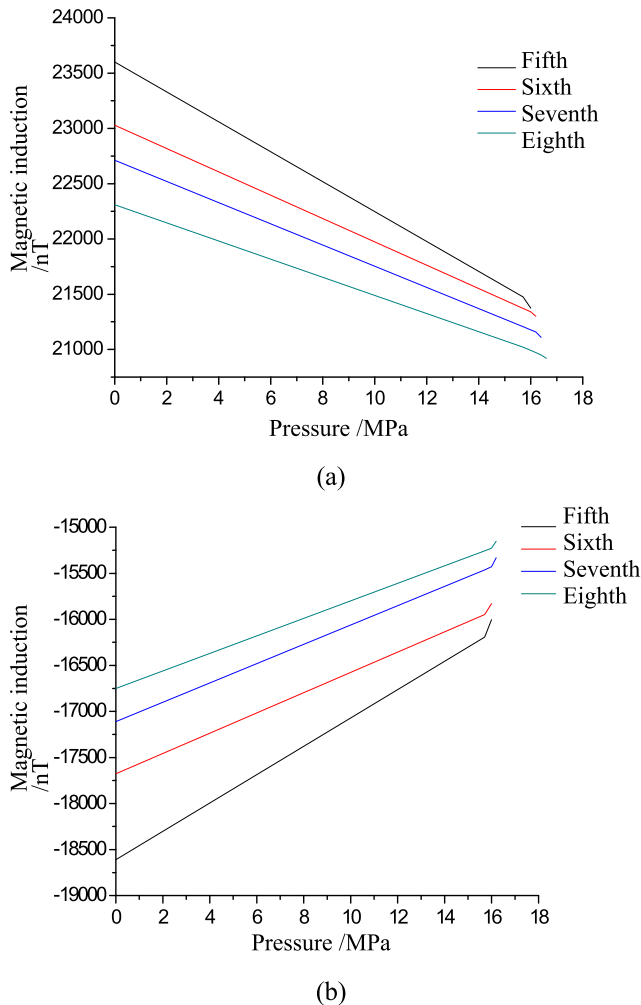 24000
23500
23000
22500
22000
21500
21000
Magnetic induction
/nT
Fifth
Sixth
Seventh
Eighth
0 2 4 6 8 10 12 14 16 18
Pressure /MPa
(a)
-15000
-15500
-16000
-16500
-17000
-17500
-18000
-18500
-19000
Magnetic induction
/nT
Fifth
Sixth
Seventh
Eighth
0 2 4 6 8 10 12 14 16 18
Pressure /MPa
(b)